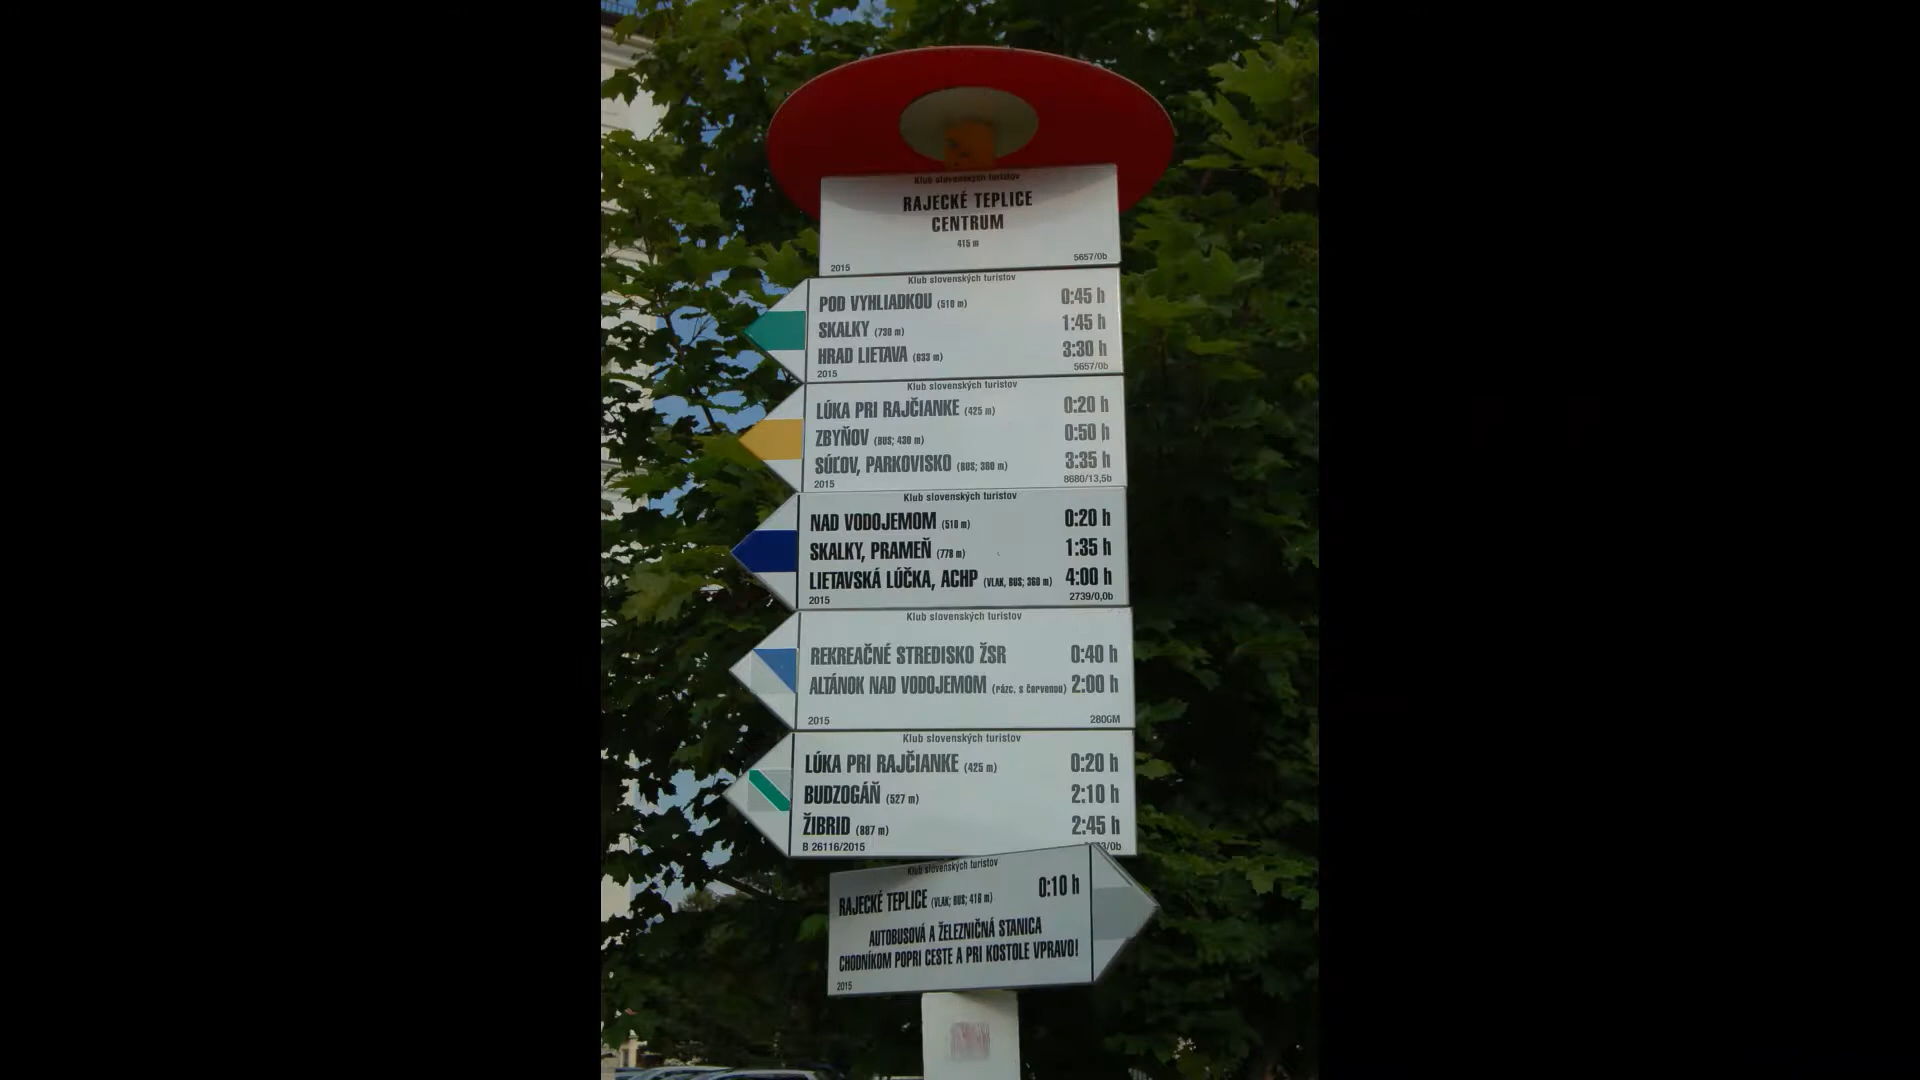 Klub slovenských turistov
RAJECKÉ TEPLICE
CENTRUM
415 m
2015 5657/0b
Klub slovenských turistov
POD VYHLIADKOU (510 m) 0:45 h
SKALKY (730 m) 1:45 h
HRAD LIETAVA (633 m) 3:30 h
2015 5657/0b
Klub slovenských turistov
LÚKA PRI RAJČIANKE (425 m) 0:20 h
ZBYŇOV (BUS; 430 m) 0:50 h
SÚĽOV, PARKOVISKO (BUS; 380 m) 3:35 h
2015 8680/13,5b
Klub slovenských turistov
NAD VODOJEMOM (510 m) 0:20 h
SKALKY, PRAMEŇ (778 m) 1:35 h
LIETAVSKÁ LÚČKA, ACHP (VLAK, BUS; 360 m) 4:00 h
2015 2739/0,0b
Klub slovenských turistov
REKREAČNÉ STREDISKO ŽSR 0:40 h
ALTÁNOK NAD VODOJEMOM (rázc. s červenou) 2:00 h
2015 280GM
Klub slovenských turistov
LÚKA PRI RAJČIANKE (425 m) 0:20 h
BUDZOGÁŇ (527 m) 2:10 h
ŽIBRID (887 m) 2:45 h
B 26116/2015
Klub slovenských turistov
RAJECKÉ TEPLICE (VLAK; BUS; 418 m) 0:10 h
AUTOBUSOVÁ A ŽELEZNIČNÁ STANICA
CHODNÍKOM POPRI CESTE A PRI KOSTOLE VPRAVO!
2015